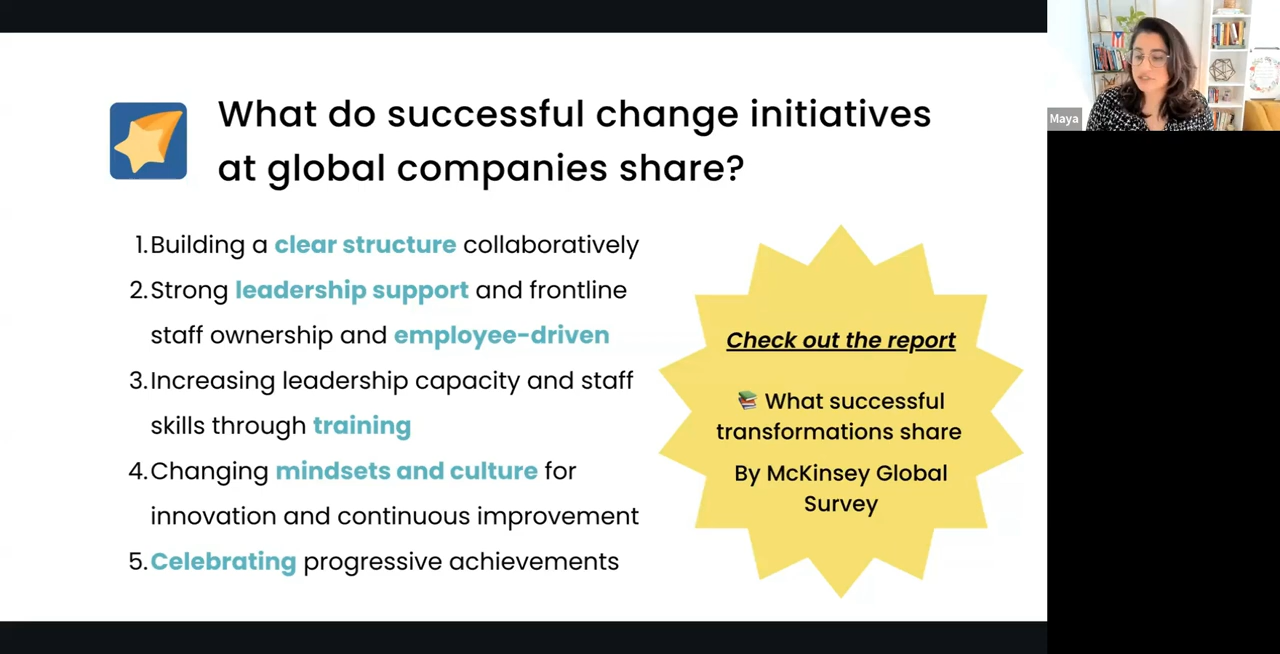 What do successful change initiatives
at global companies share?
1. Building a clear structure collaboratively
2. Strong leadership support and frontline
staff ownership and employee-driven
3. Increasing leadership capacity and staff
skills through training
4. Changing mindsets and culture for
innovation and continuous improvement
5. Celebrating progressive achievements
Check out the report
📚 What successful
transformations share
By McKinsey Global
Survey
Maya